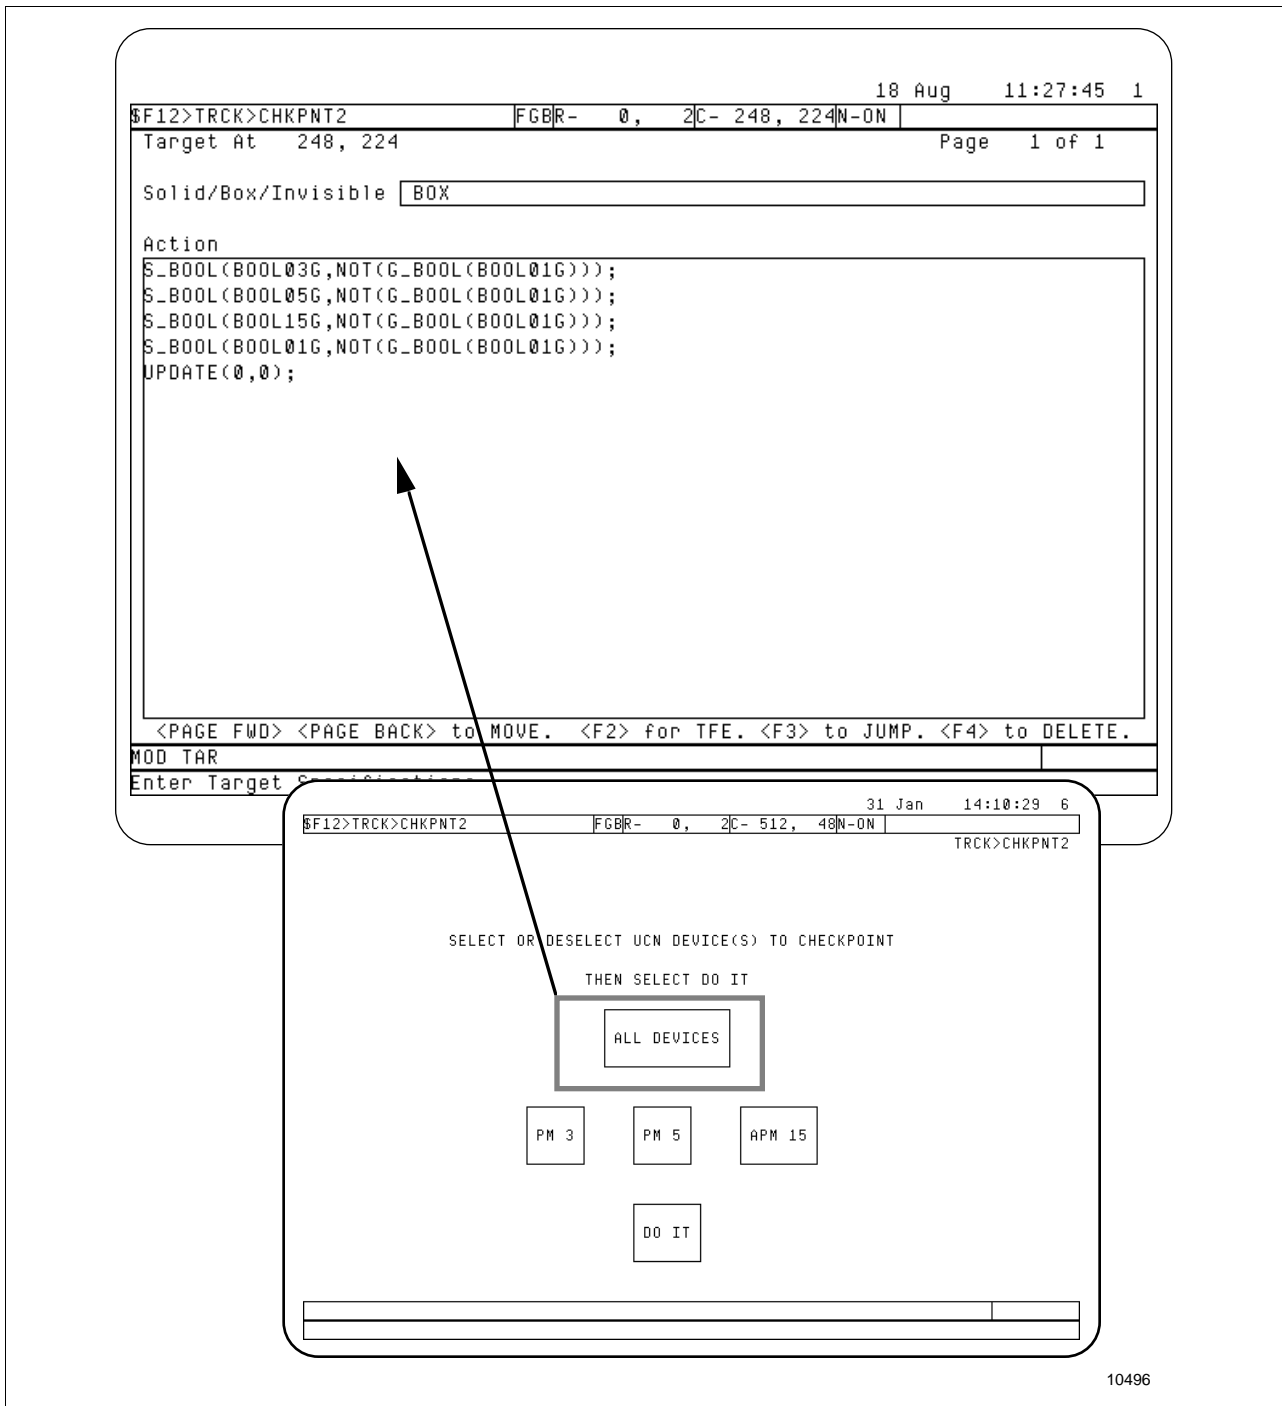 18 Aug 11:27:45 1
$F12>TRCK>CHKPNT2 FGB R- 0, 2 C- 248, 224 N-ON
Target At 248, 224 Page 1 of 1
Solid/Box/Invisible BOX
Action
S_BOOL(BOOL03G,NOT(G_BOOL(BOOL01G)));
S_BOOL(BOOL05G,NOT(G_BOOL(BOOL01G)));
S_BOOL(BOOL15G,NOT(G_BOOL(BOOL01G)));
S_BOOL(BOOL01G,NOT(G_BOOL(BOOL01G)));
UPDATE(0,0);
<PAGE FWD> <PAGE BACK> to MOVE. <F2> for TFE. <F3> to JUMP. <F4> to DELETE.
MOD TAR
Enter Target
31 Jan 14:10:29 6
$F12>TRCK>CHKPNT2 FGB R- 0, 2 C- 512, 48 N-ON
TRCK>CHKPNT2
SELECT OR DESELECT UCN DEVICE(S) TO CHECKPOINT
THEN SELECT DO IT
ALL DEVICES
PM 3 PM 5 APM 15
DO IT
10496